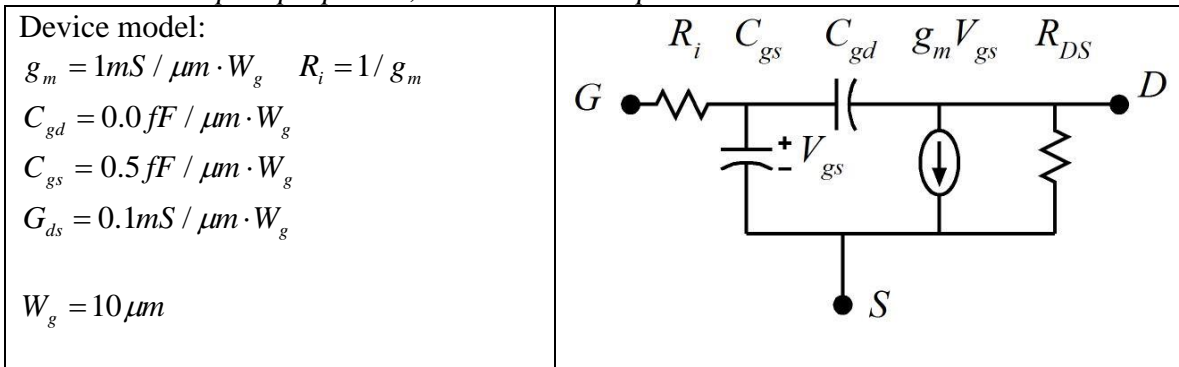 Device model:
g_m = 1mS / μm · W_g    R_i = 1/ g_m
C_gd = 0.0 fF / μm · W_g
C_gs = 0.5 fF / μm · W_g
G_ds = 0.1mS / μm · W_g
W_g = 10 μm
R_i C_gs C_gd g_m V_gs R_DS
G
D
+
V_gs
-
S